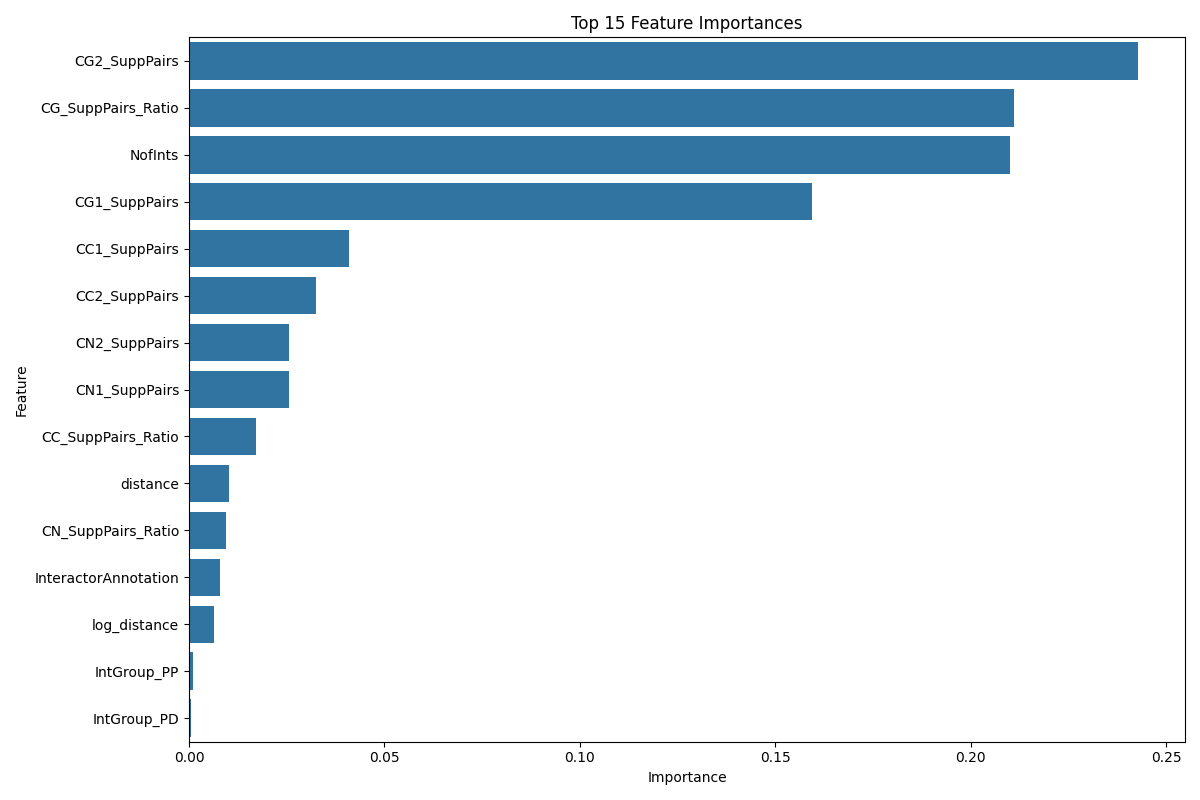 Top 15 Feature Importances
CG2_SuppPairs
CG_SuppPairs_Ratio
NofInts
CG1_SuppPairs
CC1_SuppPairs
CC2_SuppPairs
CN2_SuppPairs
CN1_SuppPairs
CC_SuppPairs_Ratio
distance
CN_SuppPairs_Ratio
InteractorAnnotation
log_distance
IntGroup_PP
IntGroup_PD
Feature
0.00 0.05 0.10 0.15 0.20 0.25
Importance